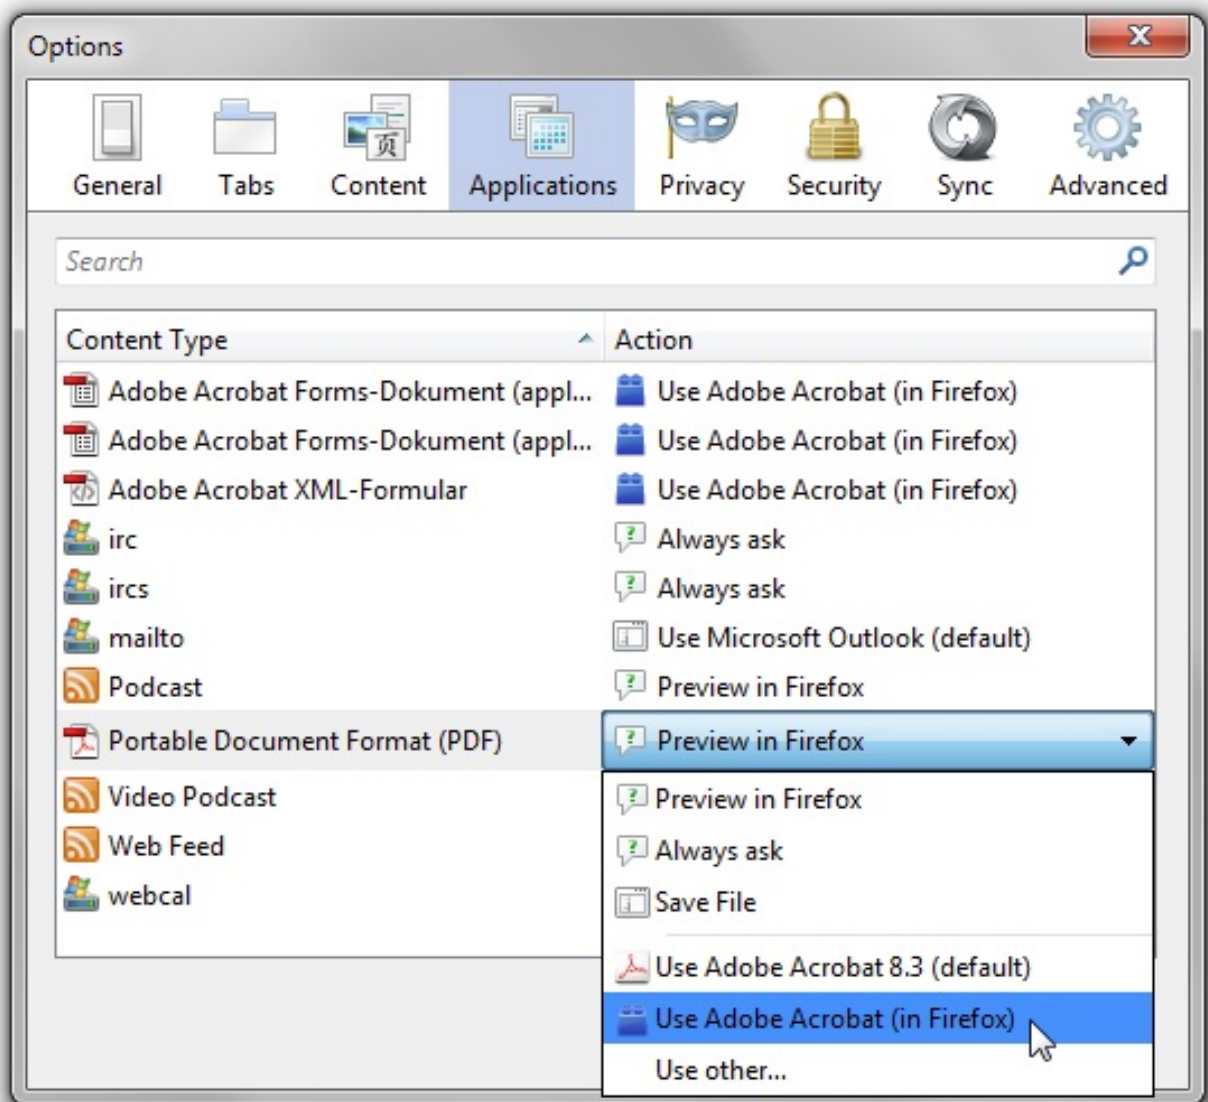 Options
x
页
General Tabs Content Applications Privacy Security Sync Advanced
Search
Content Type Action
Adobe Acrobat Forms-Dokument (appl... Use Adobe Acrobat (in Firefox)
Adobe Acrobat Forms-Dokument (appl... Use Adobe Acrobat (in Firefox)
Adobe Acrobat XML-Formular Use Adobe Acrobat (in Firefox)
irc ? Always ask
ircs ? Always ask
mailto Use Microsoft Outlook (default)
Podcast ? Preview in Firefox
Portable Document Format (PDF) ? Preview in Firefox
Video Podcast ? Preview in Firefox
Web Feed ? Always ask
webcal Save File
Use Adobe Acrobat 8.3 (default)
Use Adobe Acrobat (in Firefox)
Use other...